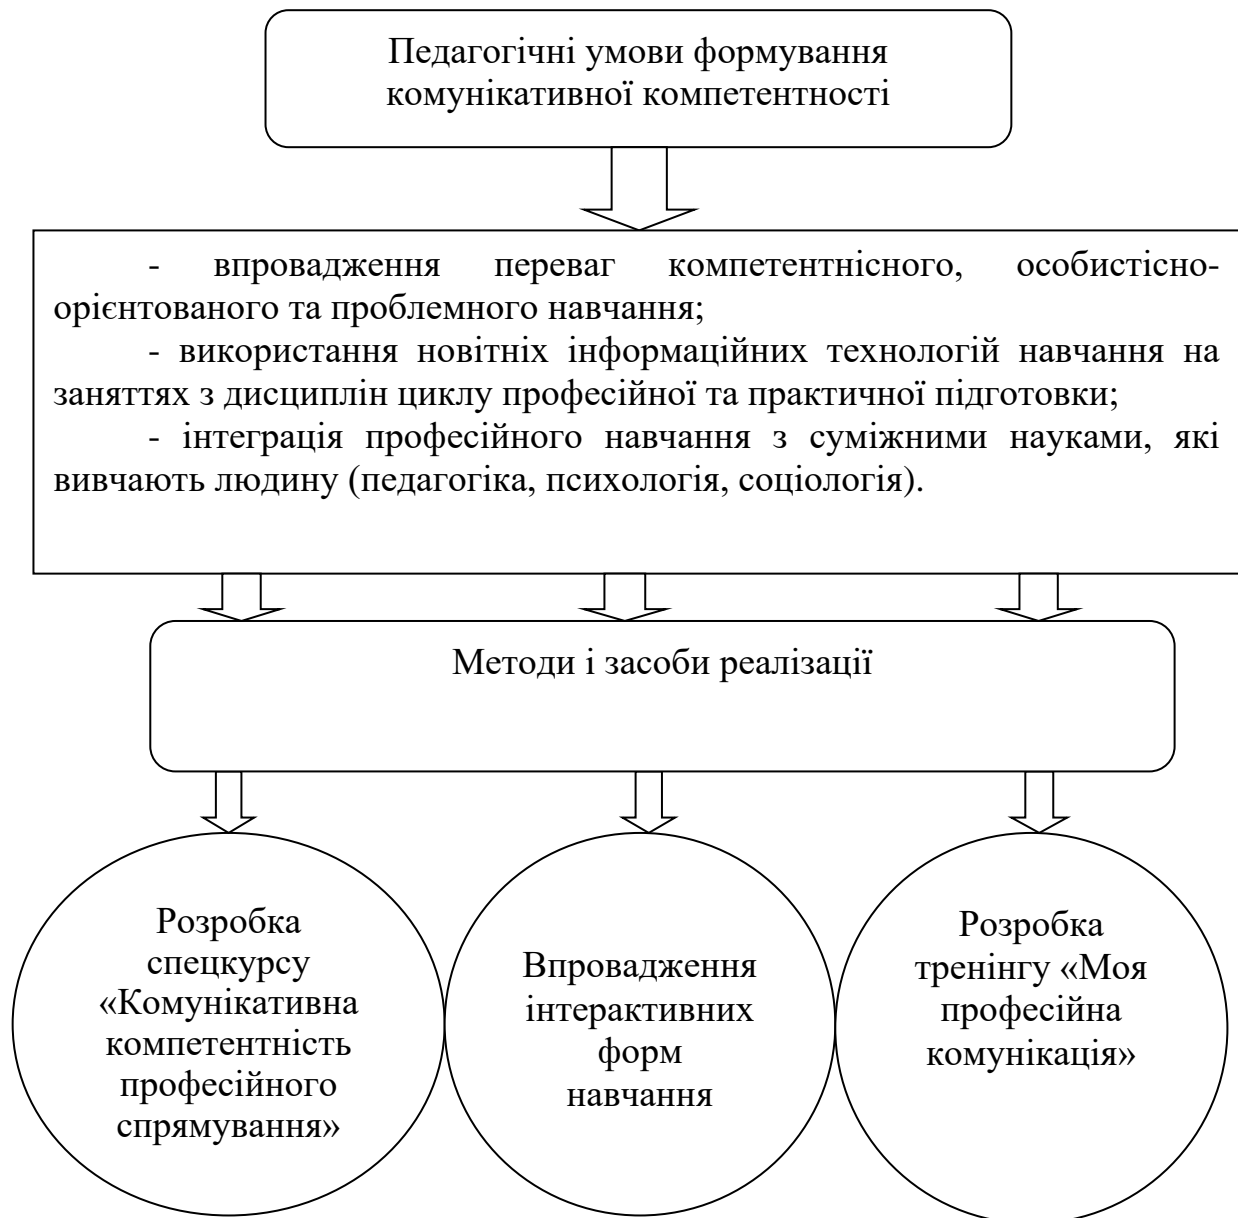 Педагогічні умови формування
комунікативної компетентності
- впровадження переваг компетентнісного, особистісно-
орієнтованого та проблемного навчання;
- використання новітніх інформаційних технологій навчання на
заняттях з дисциплін циклу професійної та практичної підготовки;
- інтеграція професійного навчання з суміжними науками, які
вивчають людину (педагогіка, психологія, соціологія).
Методи і засоби реалізації
Розробка
спецкурсу
«Комунікативна
компетентність
професійного
спрямування»
Впровадження
інтерактивних
форм
навчання
Розробка
тренінгу «Моя
професійна
комунікація»